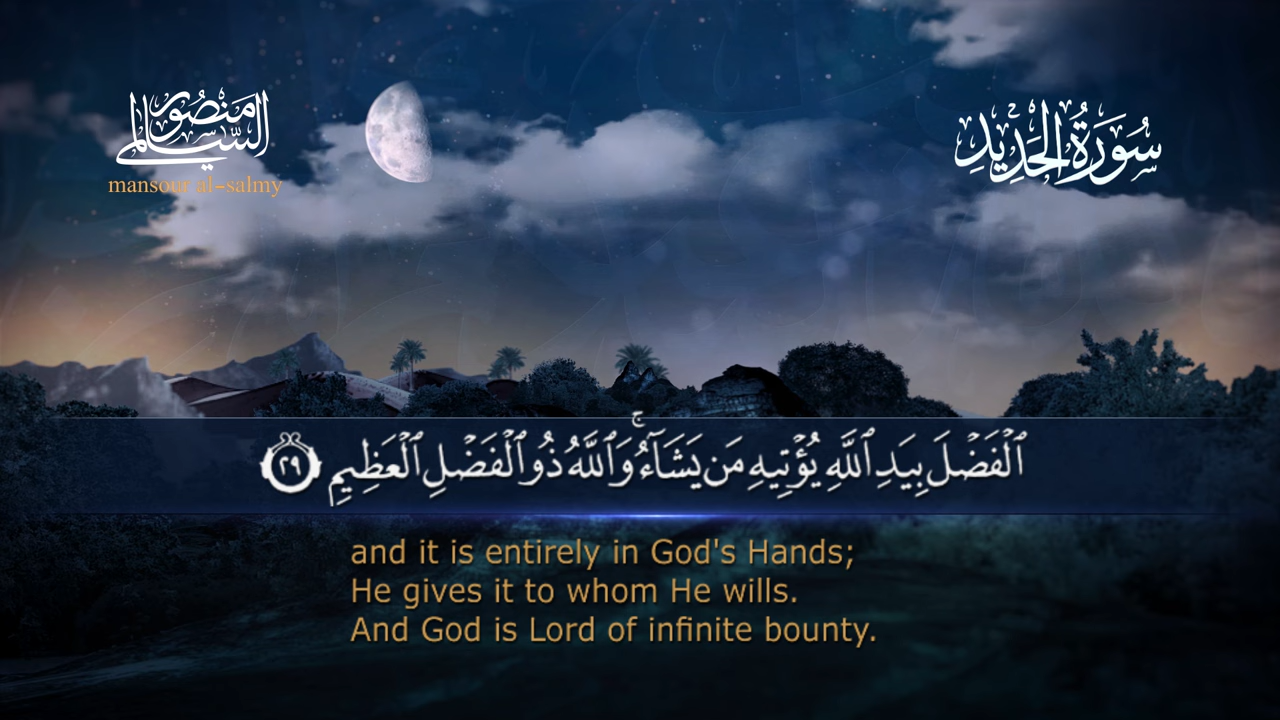 منصور السالمي
mansour al-salmy
سُورَةُ الحَدِيدِ
ٱلْفَضْلَ بِيَدِ ٱللَّهِ يُؤْتِيهِ مَن يَشَآءُ ۚ وَٱللَّهُ ذُو ٱلْفَضْلِ ٱلْعَظِيمِ ٢٩
and it is entirely in God's Hands;
He gives it to whom He wills.
And God is Lord of infinite bounty.